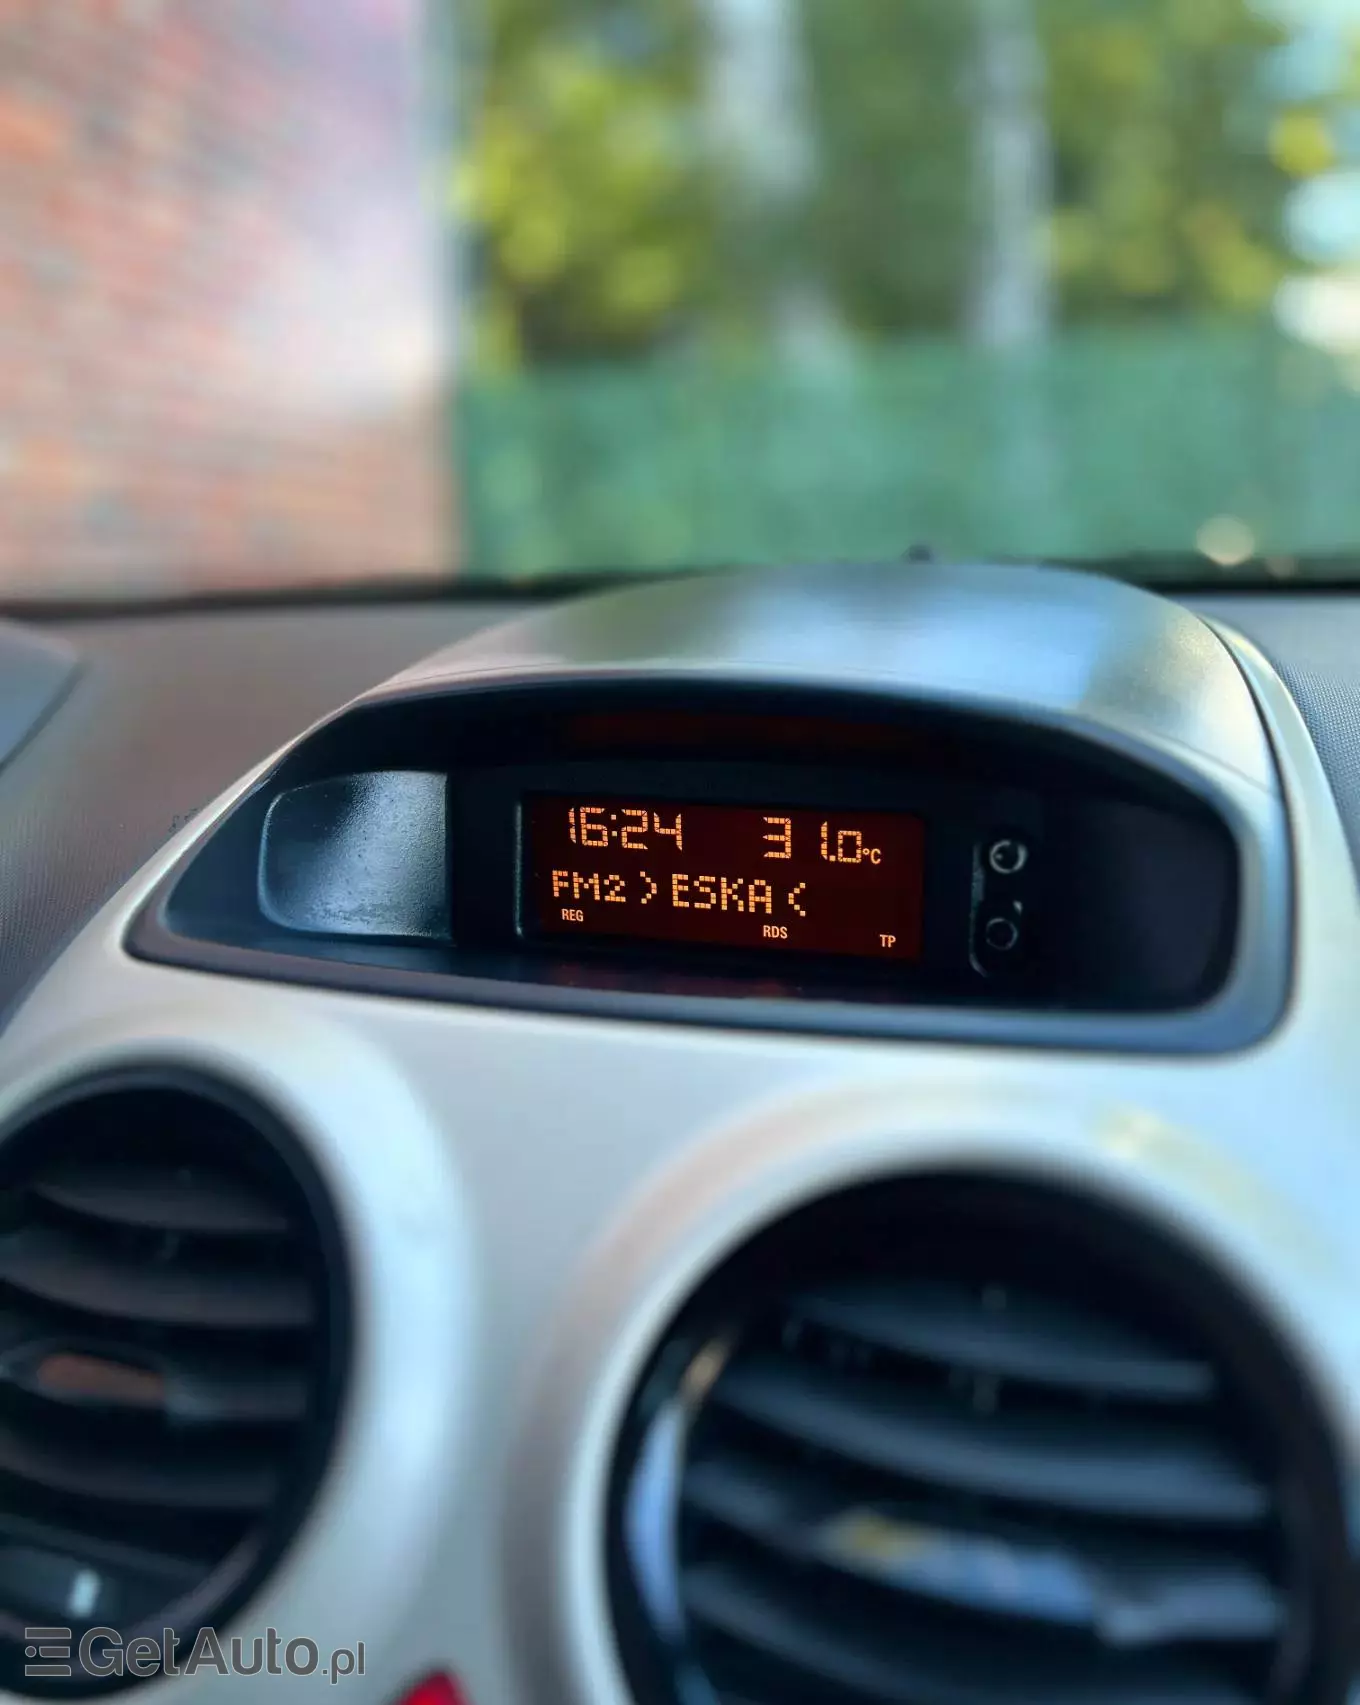 16:24 31.0°C
FM2 > ESKA <
REG RDS TP
GetAuto.pl